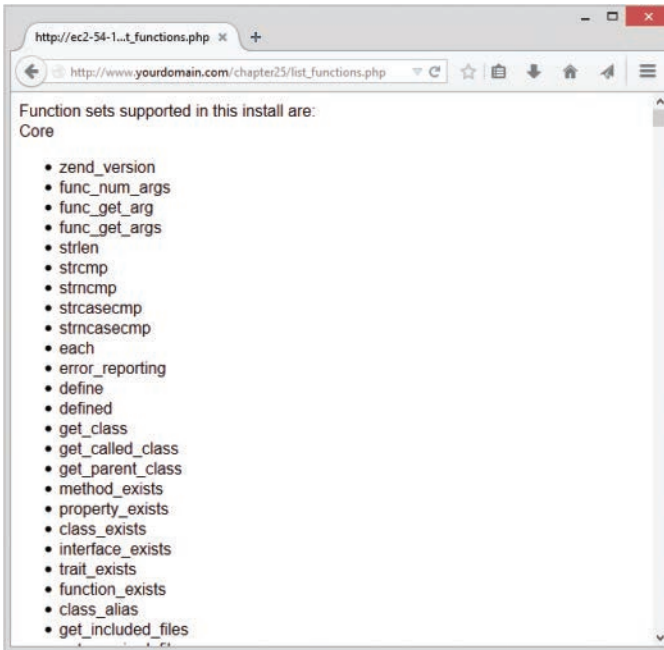 http://ec2-54-1...t_functions.php
http://www.yourdomain.com/chapter25/list_functions.php
Function sets supported in this install are:
Core
• zend_version
• func_num_args
• func_get_arg
• func_get_args
• strlen
• strcmp
• strncmp
• strcasecmp
• strncasecmp
• each
• error_reporting
• define
• defined
• get_class
• get_called_class
• get_parent_class
• method_exists
• property_exists
• class_exists
• interface_exists
• trait_exists
• function_exists
• class_alias
• get_included_files